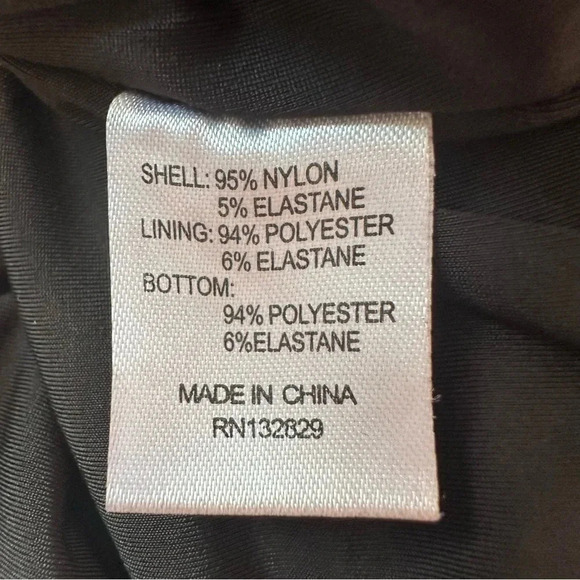 SHELL: 95% NYLON
5% ELASTANE
LINING: 94% POLYESTER
6% ELASTANE
BOTTOM:
94% POLYESTER
6%ELASTANE
MADE IN CHINA
RN132829